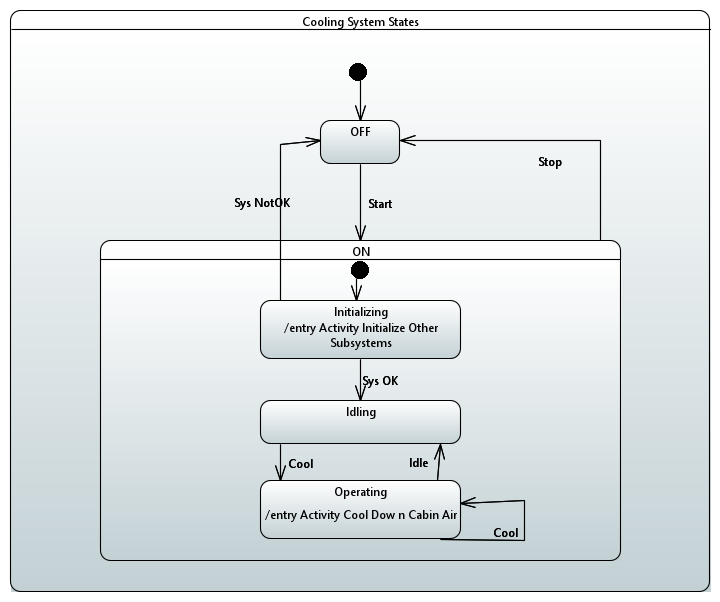 Cooling System States
OFF
Stop
Sys NotOK
Start
ON
Initializing
/entry Activity Initialize Other
Subsystems
Sys OK
Idling
Cool
Idle
Operating
/entry Activity Cool Dow n Cabin Air
Cool